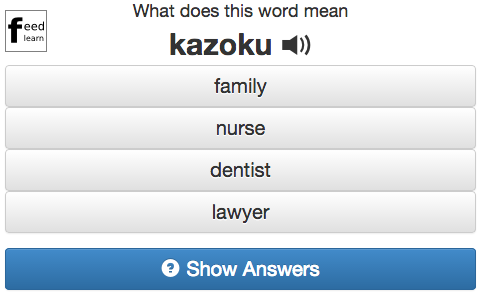 What does this word mean
feed
learn
kazoku
family
nurse
dentist
lawyer
? Show Answers